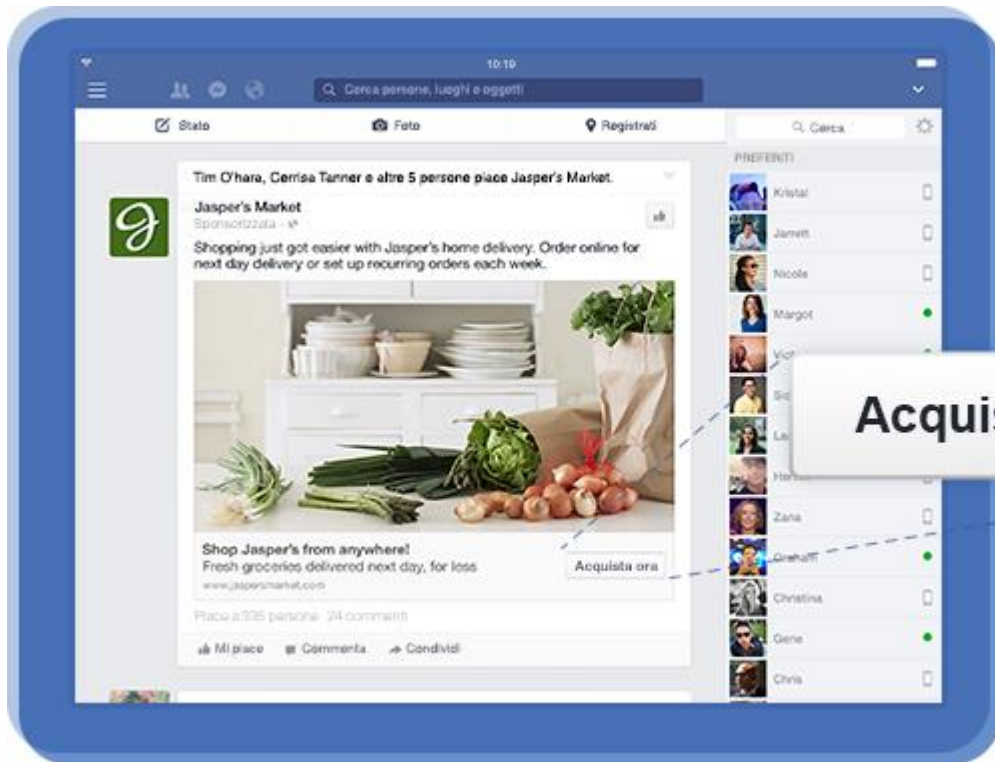 10:10
Cerca persone, luoghi e oggetti
Stato
Foto
Registrati
Cerca
Tim O'hara, Cerrisa Tanner e altre 5 persone piace Jasper's Market.
Jasper's Market
Sponsorizzata
Shopping just got easier with Jasper's home delivery. Order online for
next day delivery or set up recurring orders each week.
Shop Jasper's from anywhere!
Fresh groceries delivered next day, for less
www.jaspersmarket.com
Acquista ora
Piace a 335 persone 24 commenti
Mi piace
Commenta
Condividi
PREFERITI
Kristal
Jarrett
Nicole
Margot
Acquis
Zana
Graham
Christina
Gene
Chris